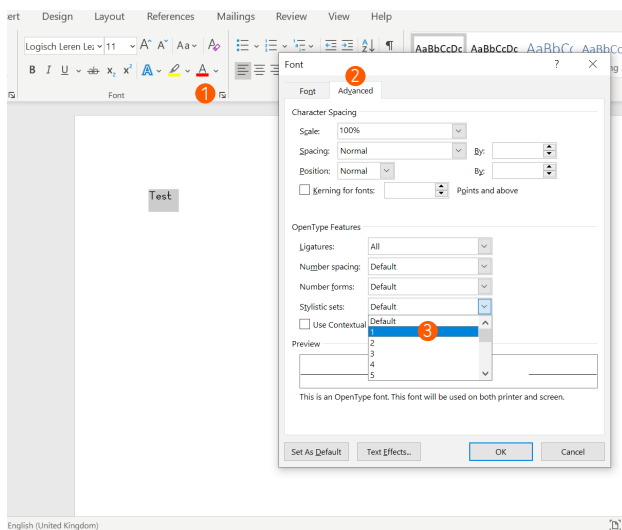 ert Design Layout References Mailings Review View Help
Logisch Leren Le 11 A A Aa A
B I U ab x₂ x² A A
AaBbCcDc AaBbCcDc AaBbCc AaBbCc
ng
Font
1
Font ? ×
2
Font Advanced
Character Spacing
Scale: 100%
Spacing: Normal By:
Position: Normal By:
Kerning for fonts: Points and above
OpenType Features
Ligatures: All
Number spacing: Default
Number forms: Default
Stylistic sets: Default
Use Contextual
Default
1
2
3
4
5
3
Preview
This is an OpenType font. This font will be used on both printer and screen.
Set As Default Text Effects... OK Cancel
Test
English (United Kingdom)